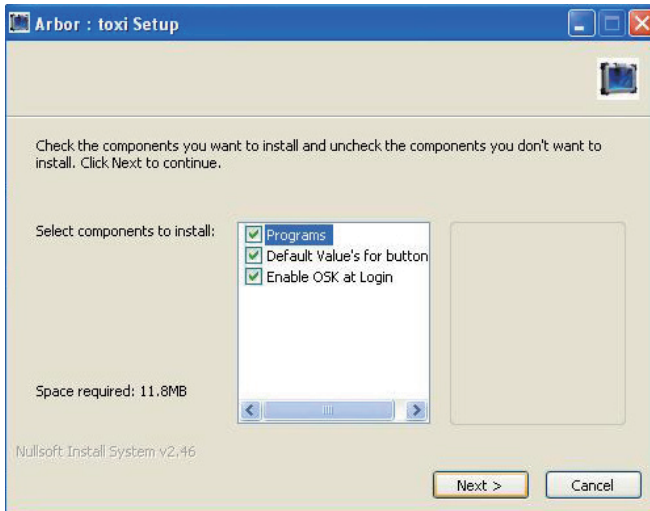 Arbor : toxi Setup
Check the components you want to install and uncheck the components you don't want to
install. Click Next to continue.
Select components to install:
Programs
Default Value's for button
Enable OSK at Login
Space required: 11.8MB
Nullsoft Install System v2.46
Next >
Cancel